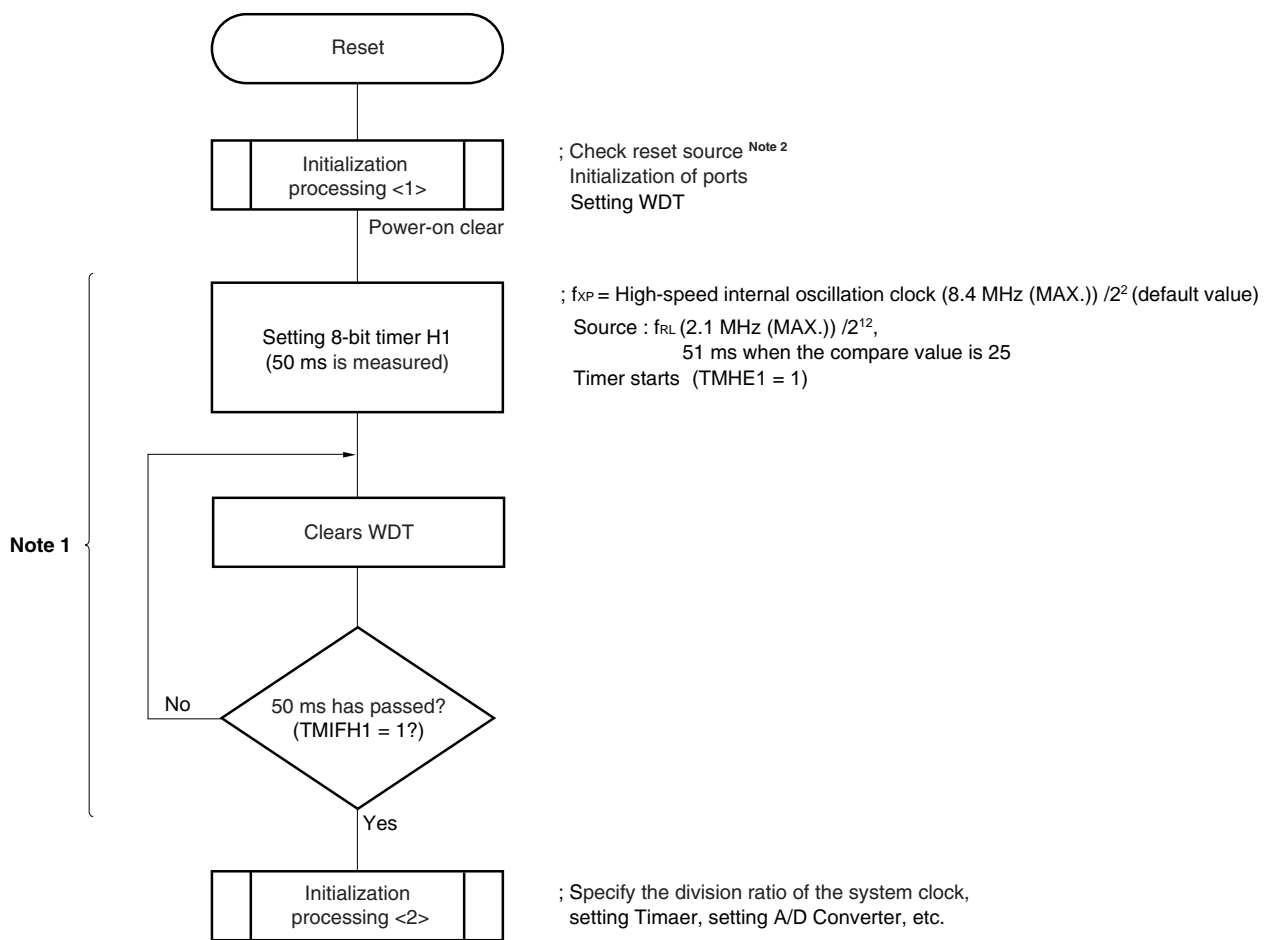 Reset
Initialization
processing <1>
; Check reset source Note 2
Initialization of ports
Setting WDT
Power-on clear
Setting 8-bit timer H1
(50 ms is measured)
; fXP = High-speed internal oscillation clock (8.4 MHz (MAX.)) /2² (default value)
Source : fRL (2.1 MHz (MAX.)) /2¹²,
51 ms when the compare value is 25
Timer starts (TMHE1 = 1)
Note 1
Clears WDT
No
50 ms has passed?
(TMIFH1 = 1?)
Yes
Initialization
processing <2>
; Specify the division ratio of the system clock,
setting Timaer, setting A/D Converter, etc.